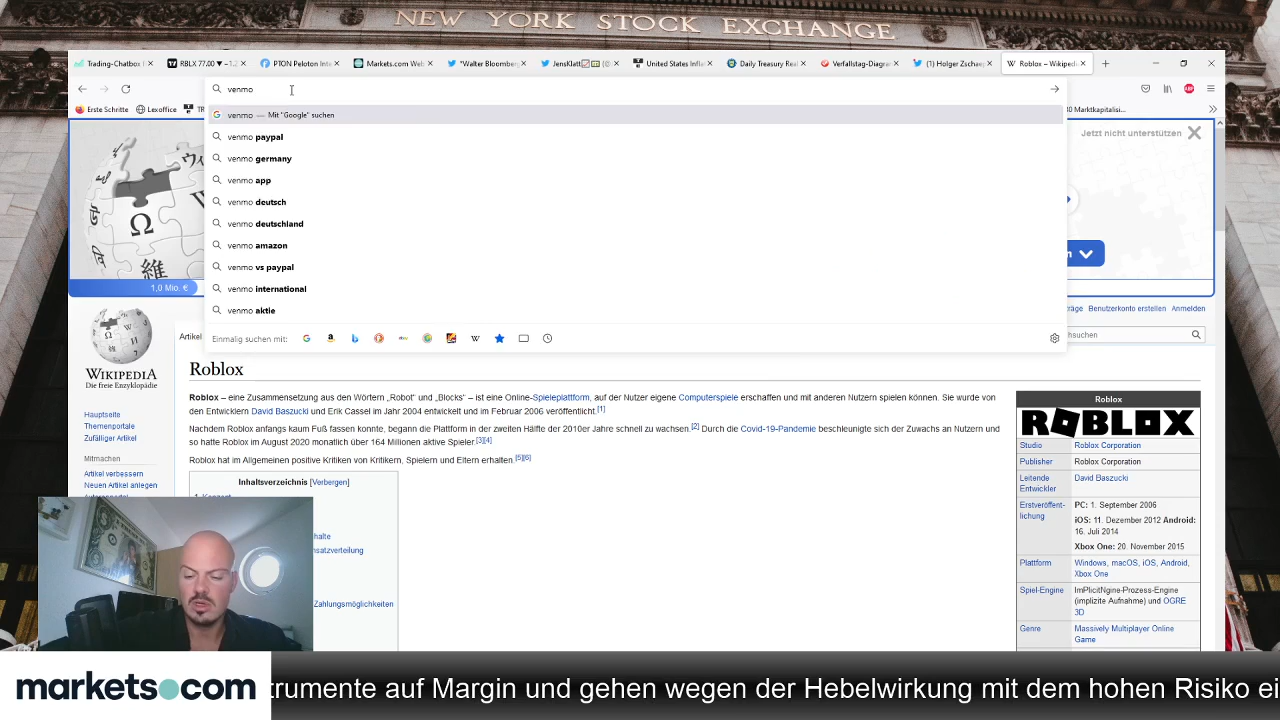 NEW YORK STOCK EXCHANGE
Trading-Chatbox
RBLX 77.00 ▼ −1.2
PTON Peloton Inte
Markets.com Web
*Walter Bloomberg
JensKlatt
United States Infla
Daily Treasury Real
Verfallstag-Diagra
(1) Holger Zschaep
Roblox – Wikipedi
venmo
Erste Schritte
Lexoffice
Marktkapitalisi...
venmo — Mit "Google" suchen
venmo paypal
venmo germany
venmo app
venmo deutsch
venmo deutschland
venmo amazon
venmo vs paypal
venmo international
venmo aktie
Einmalig suchen mit:
Jetzt nicht unterstützen
Ω
維
1,0 Mio. €
Benutzerkonto erstellen
Anmelden
Artikel
suchen
WIKIPEDIA
Die freie Enzyklopädie
Hauptseite
Themenportale
Zufälliger Artikel
Mitmachen
Artikel verbessern
Neuen Artikel anlegen
Roblox
Roblox – eine Zusammensetzung aus den Wörtern „Robot“ und „Blocks“ – ist eine Online-Spieleplattform, auf der Nutzer eigene Computerspiele erschaffen und mit anderen Nutzern spielen können. Sie wurde von
den Entwicklern David Baszucki und Erik Cassel im Jahr 2004 entwickelt und im Februar 2006 veröffentlicht.[1]
Nachdem Roblox anfangs kaum Fuß fassen konnte, begann die Plattform in der zweiten Hälfte der 2010er Jahre schnell zu wachsen.[2] Durch die Covid-19-Pandemie beschleunigte sich der Zuwachs an Nutzern und
so hatte Roblox im August 2020 monatlich über 164 Millionen aktive Spieler.[3][4]
Roblox hat im Allgemeinen positive Kritiken von Kritikern, Spielern und Eltern erhalten.[5][6]
Inhaltsverzeichnis [Verbergen]
Zahlungsmöglichkeiten
Roblox
ROBLOX
Studio Roblox Corporation
Publisher Roblox Corporation
Leitende Entwickler David Baszucki
Erstveröffent-lichung PC: 1. September 2006
iOS: 11. Dezember 2012 Android:
16. Juli 2014
Xbox One: 20. November 2015
Plattform Windows, macOS, iOS, Android,
Xbox One
Spiel-Engine ImPlicitNgine-Prozess-Engine
(implizite Aufnahme) und OGRE
3D
Genre Massively Multiplayer Online
Game
markets.com
trumente auf Margin und gehen wegen der Hebelwirkung mit dem hohen Risiko ei